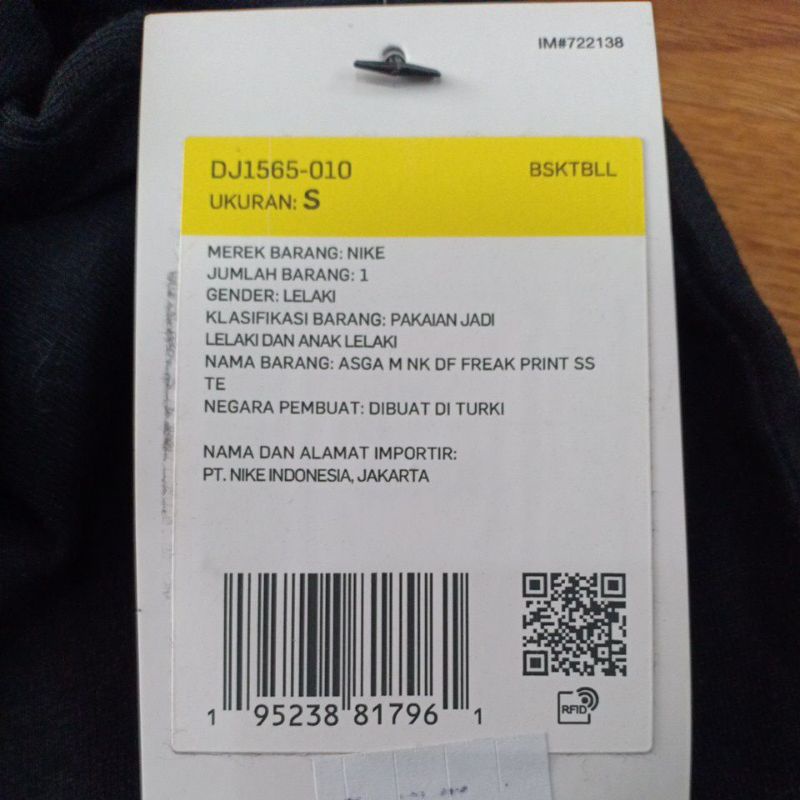 IM#722138
DJ1565-010 BSKTBLL
UKURAN: S
MEREK BARANG: NIKE
JUMLAH BARANG: 1
GENDER: LELAKI
KLASIFIKASI BARANG: PAKAIAN JADI
LELAKI DAN ANAK LELAKI
NAMA BARANG: ASGA M NK DF FREAK PRINT SS
TE
NEGARA PEMBUAT: DIBUAT DI TURKI
NAMA DAN ALAMAT IMPORTIR:
PT. NIKE INDONESIA, JAKARTA
RFID
1 95238 81796 1